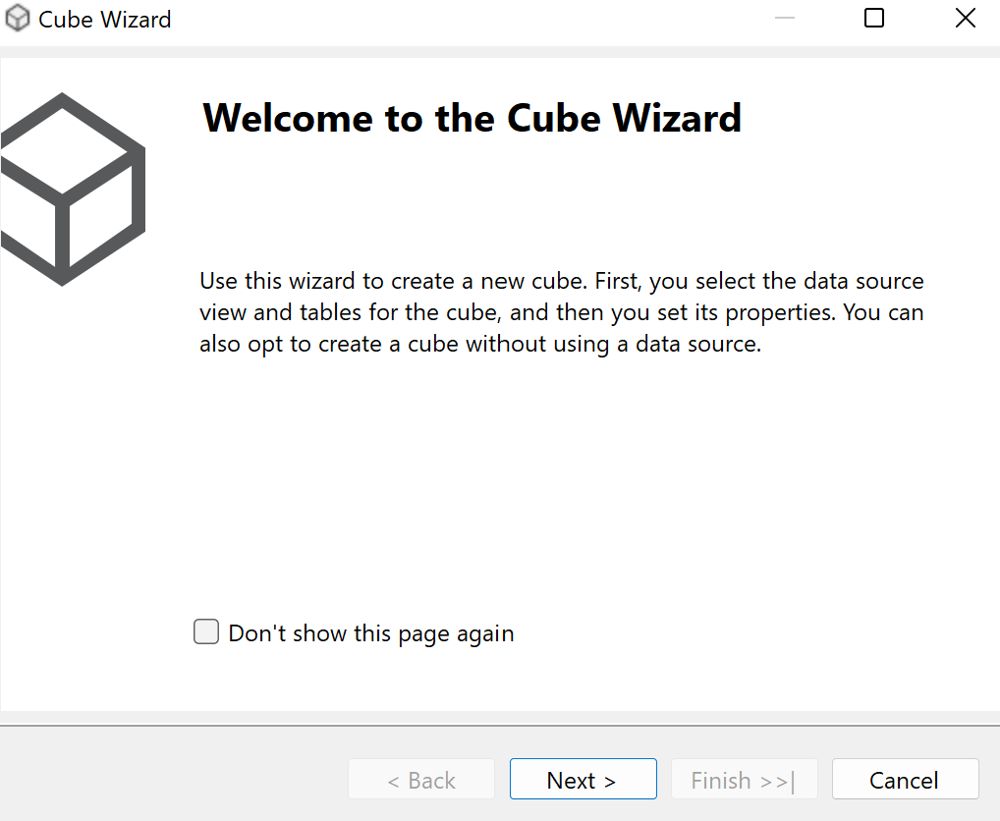 Cube Wizard
Welcome to the Cube Wizard
Use this wizard to create a new cube. First, you select the data source
view and tables for the cube, and then you set its properties. You can
also opt to create a cube without using a data source.
Don't show this page again
< Back
Next >
Finish >>|
Cancel